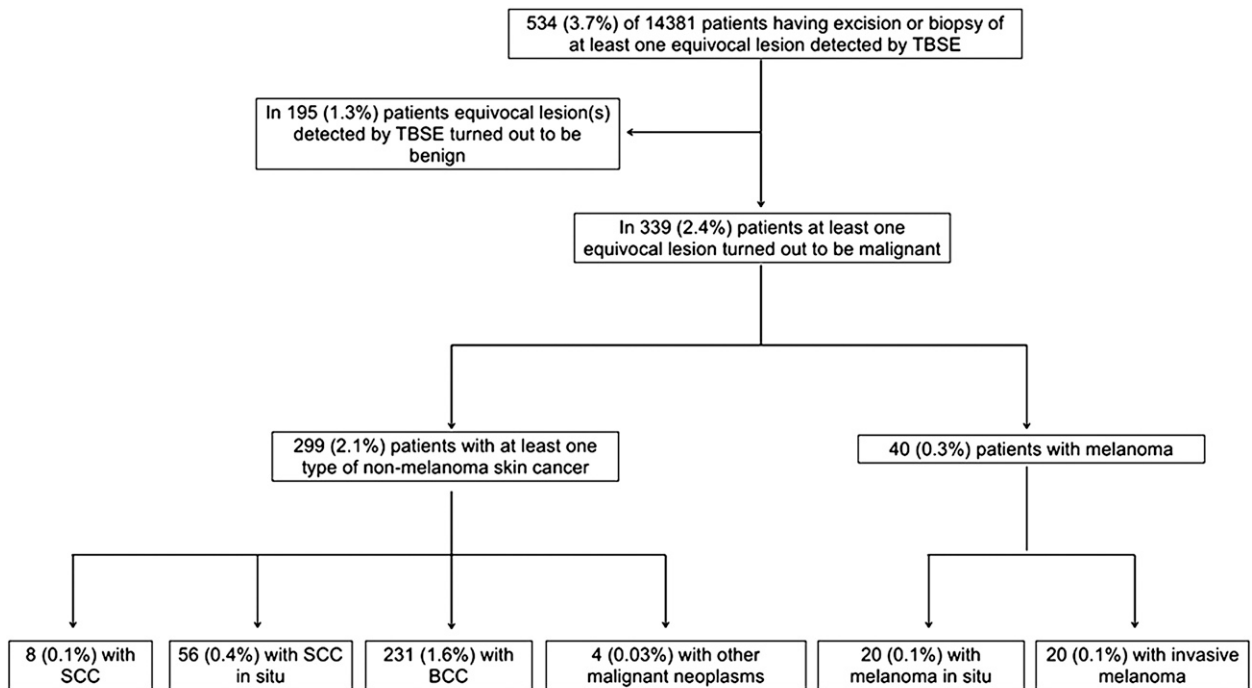 534 (3.7%) of 14381 patients having excision or biopsy of
at least one equivocal lesion detected by TBSE
In 195 (1.3%) patients equivocal lesion(s)
detected by TBSE turned out to be
benign
In 339 (2.4%) patients at least one
equivocal lesion turned out to be malignant
299 (2.1%) patients with at least one
type of non-melanoma skin cancer
40 (0.3%) patients with melanoma
8 (0.1%) with
SCC
56 (0.4%) with SCC
in situ
231 (1.6%) with
BCC
4 (0.03%) with other
malignant neoplasms
20 (0.1%) with
melanoma in situ
20 (0.1%) with invasive
melanoma